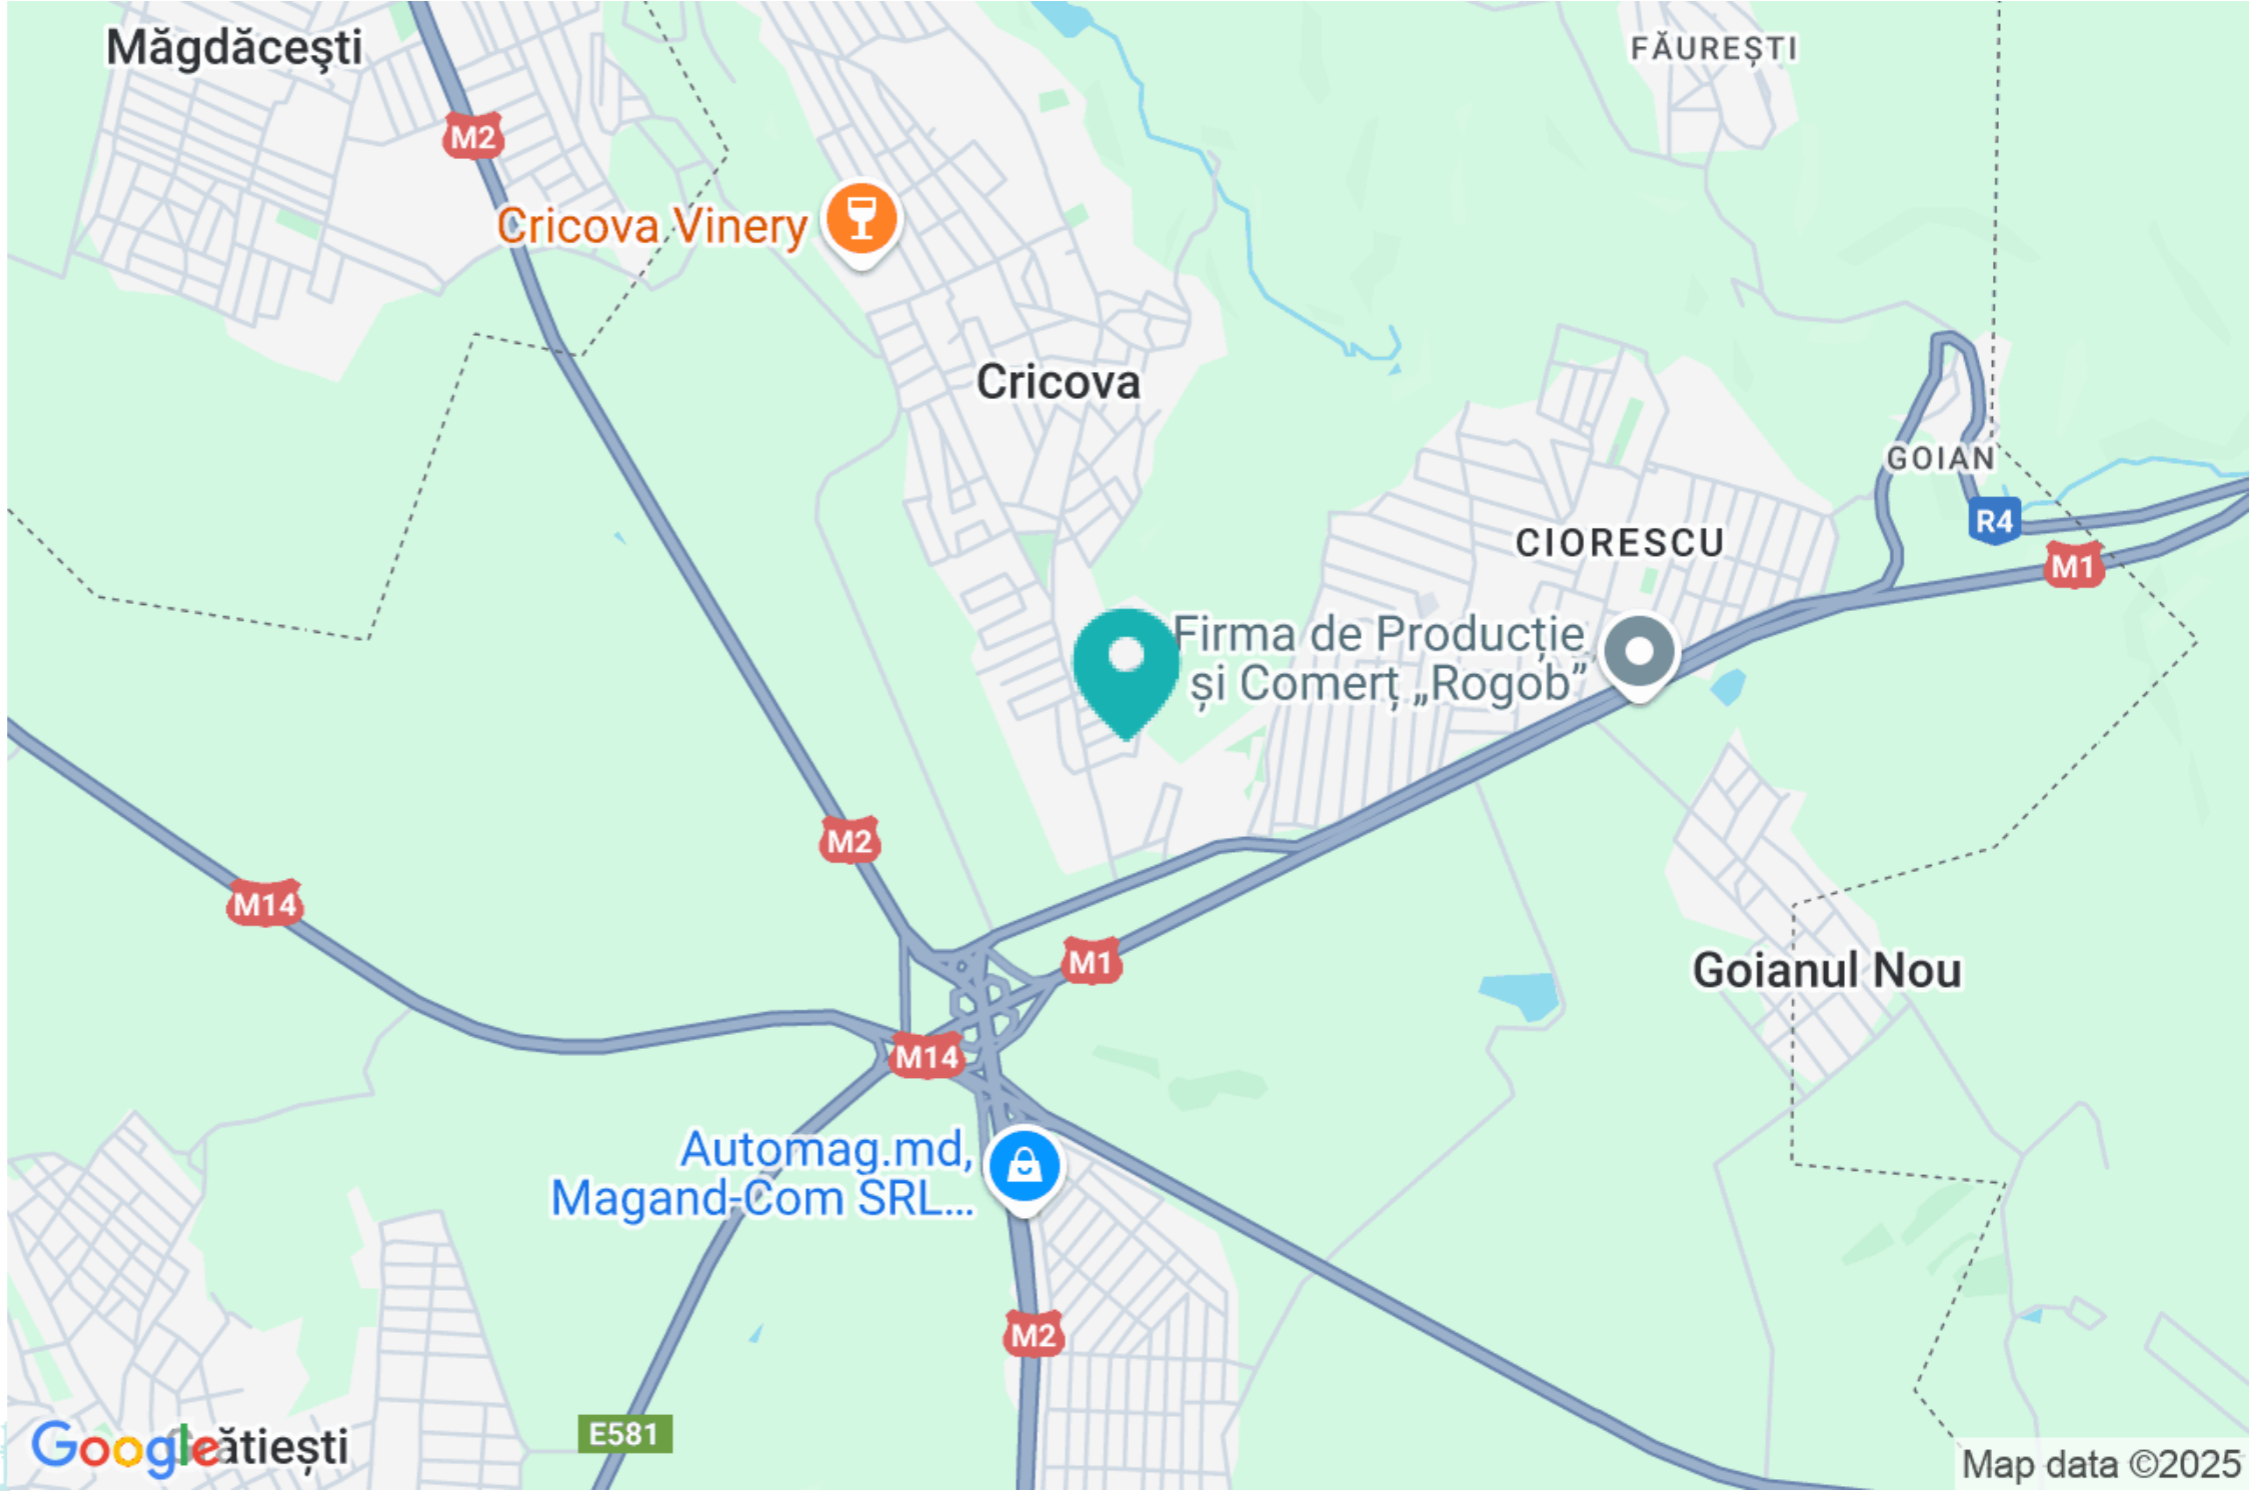 Măgdăceşti
FĂUREȘTI
M2
Cricova Vinery
Cricova
GOIAN
R4
CIORESCU
M1
Firma de Producție
și Comerț „Rogob”
M2
M14
M1
Goianul Nou
M14
Automag.md,
Magand-Com SRL...
M2
E581
Google
ătiești
Map data ©2025